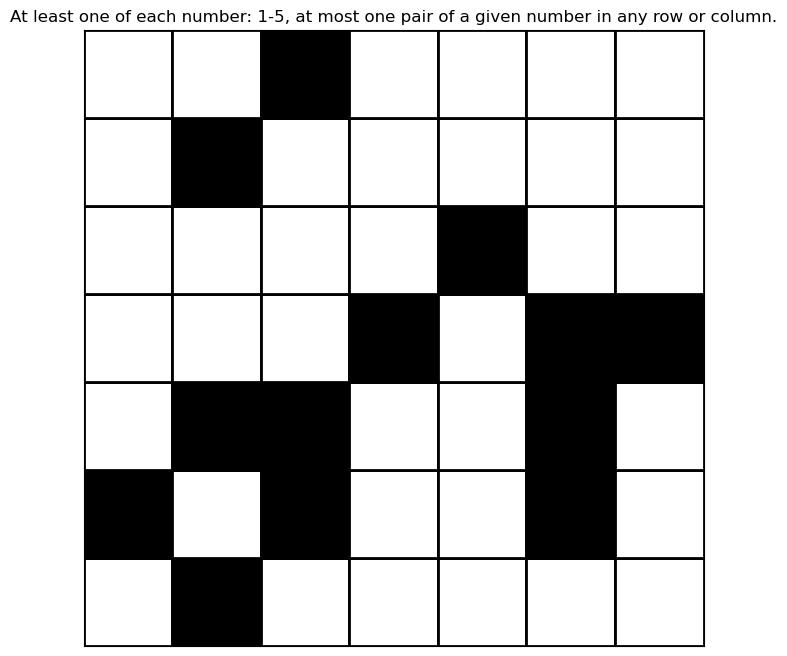 At least one of each number: 1-5, at most one pair of a given number in any row or column.